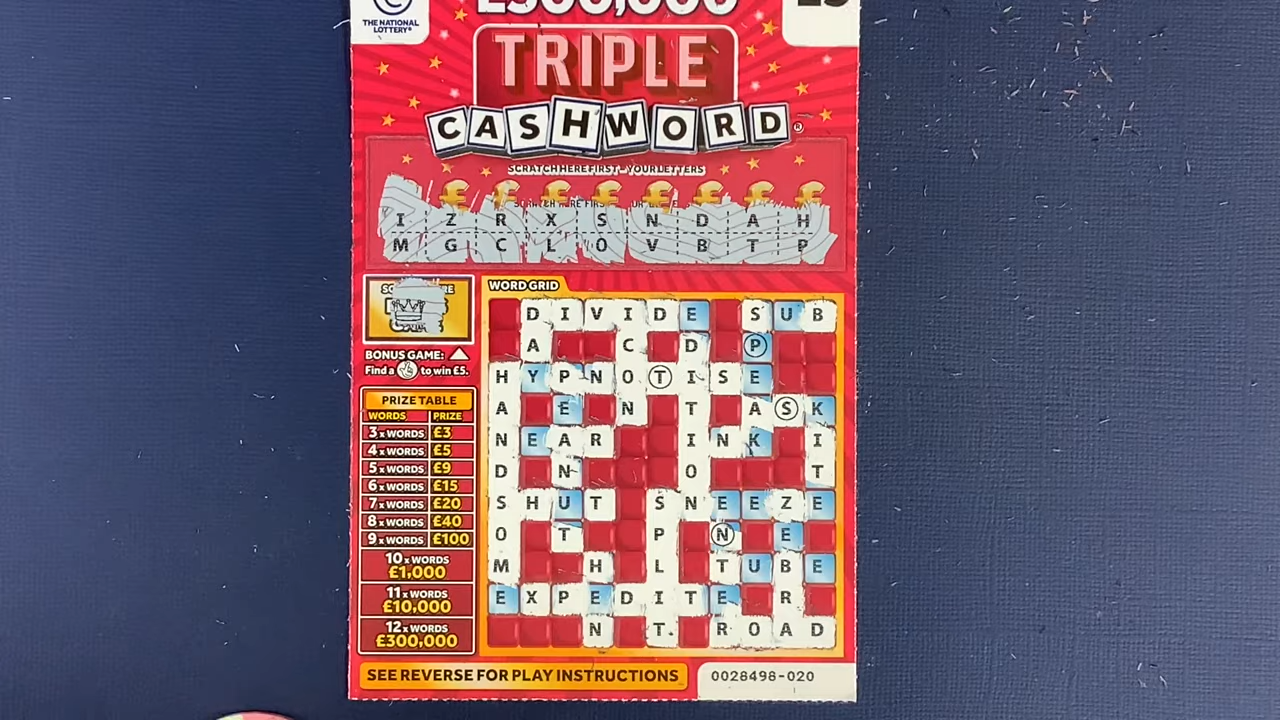 £300,000
£5
THE NATIONAL
LOTTERY®
TRIPLE
CASHWORD®
SCRATCH HERE FIRST - YOUR LETTERS
I Z R X S N D A H
M G C L O V B T P
BONUS GAME:
Find a to win £5.
PRIZE TABLE
WORDS PRIZE
3 x WORDS £3
4 x WORDS £5
5 x WORDS £9
6 x WORDS £15
7 x WORDS £20
8 x WORDS £40
9 x WORDS £100
10 x WORDS
£1,000
11 x WORDS
£10,000
12 x WORDS
£300,000
WORD GRID
D I V I D E S U B
A C D P
H Y P N O T I S E
A E N T A S K
N E A R I N K I
D N O T
S H U T S N E E Z E
O T P N E
M H L T U B E
E X P E D I T E R
N T R O A D
SEE REVERSE FOR PLAY INSTRUCTIONS
0028498-020